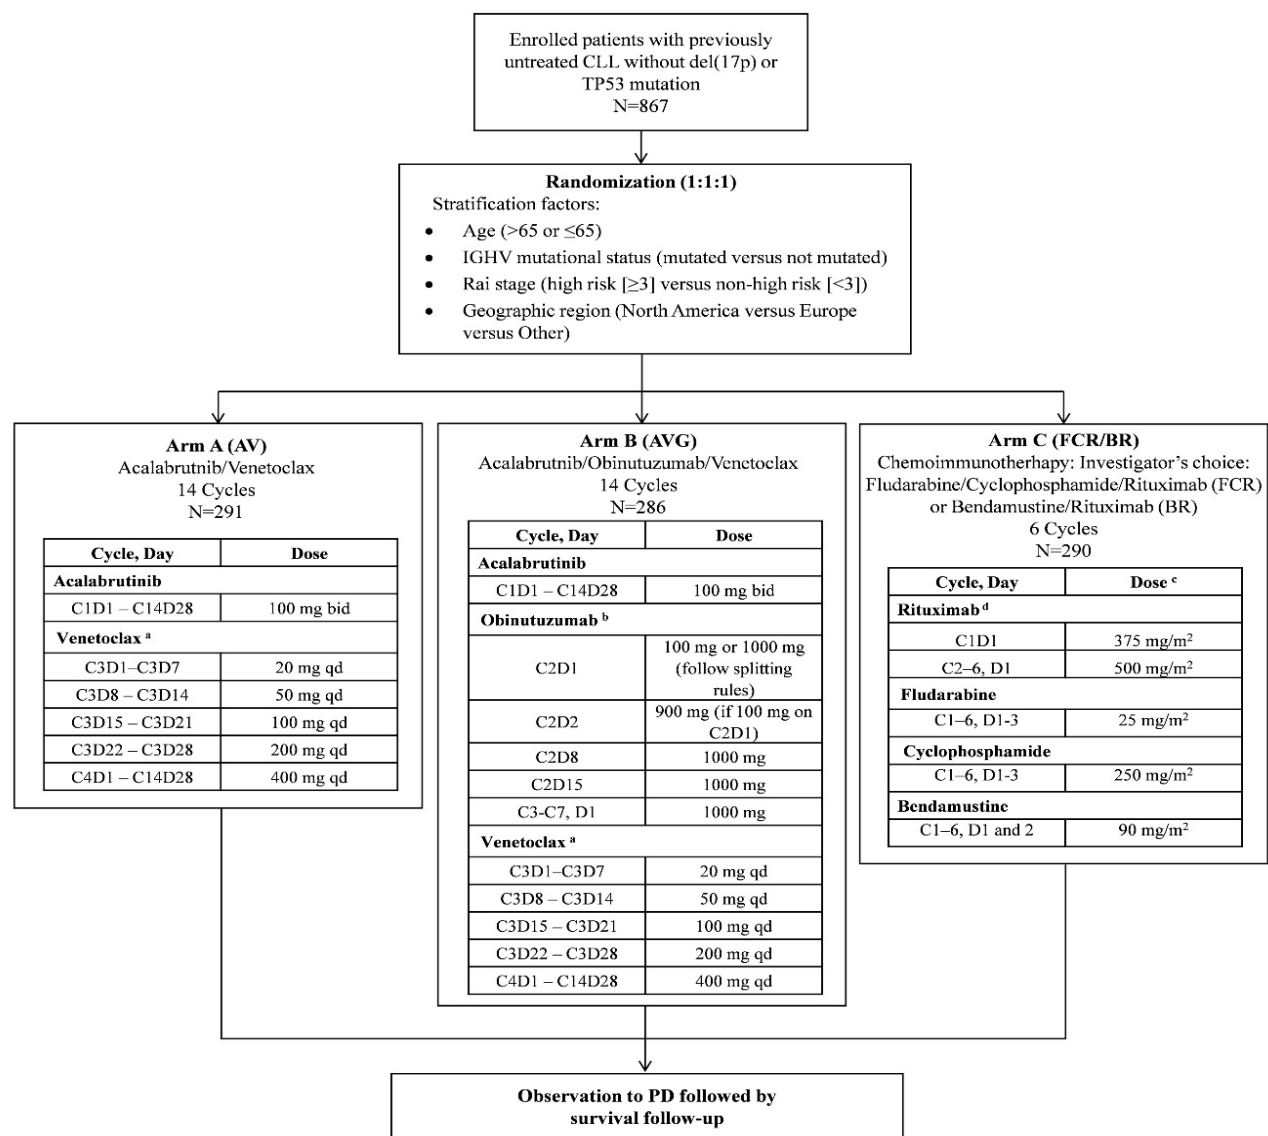 Enrolled patients with previously
untreated CLL without del(17p) or
TP53 mutation
N=867
Randomization (1:1:1)
Stratification factors:
• Age (>65 or ≤65)
• IGHV mutational status (mutated versus not mutated)
• Rai stage (high risk [≥3] versus non-high risk [<3])
• Geographic region (North America versus Europe
versus Other)
Arm A (AV)
Acalabrutnib/Venetoclax
14 Cycles
N=291
Cycle, Day Dose
Acalabrutinib
C1D1 – C14D28 100 mg bid
Venetoclax a
C3D1–C3D7 20 mg qd
C3D8 – C3D14 50 mg qd
C3D15 – C3D21 100 mg qd
C3D22 – C3D28 200 mg qd
C4D1 – C14D28 400 mg qd
Arm B (AVG)
Acalabrutnib/Obinutuzumab/Venetoclax
14 Cycles
N=286
Cycle, Day Dose
Acalabrutinib
C1D1 – C14D28 100 mg bid
Obinutuzumab b
C2D1 100 mg or 1000 mg
(follow splitting
rules)
C2D2 900 mg (if 100 mg on
C2D1)
C2D8 1000 mg
C2D15 1000 mg
C3-C7, D1 1000 mg
Venetoclax a
C3D1–C3D7 20 mg qd
C3D8 – C3D14 50 mg qd
C3D15 – C3D21 100 mg qd
C3D22 – C3D28 200 mg qd
C4D1 – C14D28 400 mg qd
Arm C (FCR/BR)
Chemoimmunotherhapy: Investigator’s choice:
Fludarabine/Cyclophosphamide/Rituximab (FCR)
or Bendamustine/Rituximab (BR)
6 Cycles
N=290
Cycle, Day Dose c
Rituximab d
C1D1 375 mg/m²
C2–6, D1 500 mg/m²
Fludarabine
C1–6, D1-3 25 mg/m²
Cyclophosphamide
C1–6, D1-3 250 mg/m²
Bendamustine
C1–6, D1 and 2 90 mg/m²
Observation to PD followed by
survival follow-up